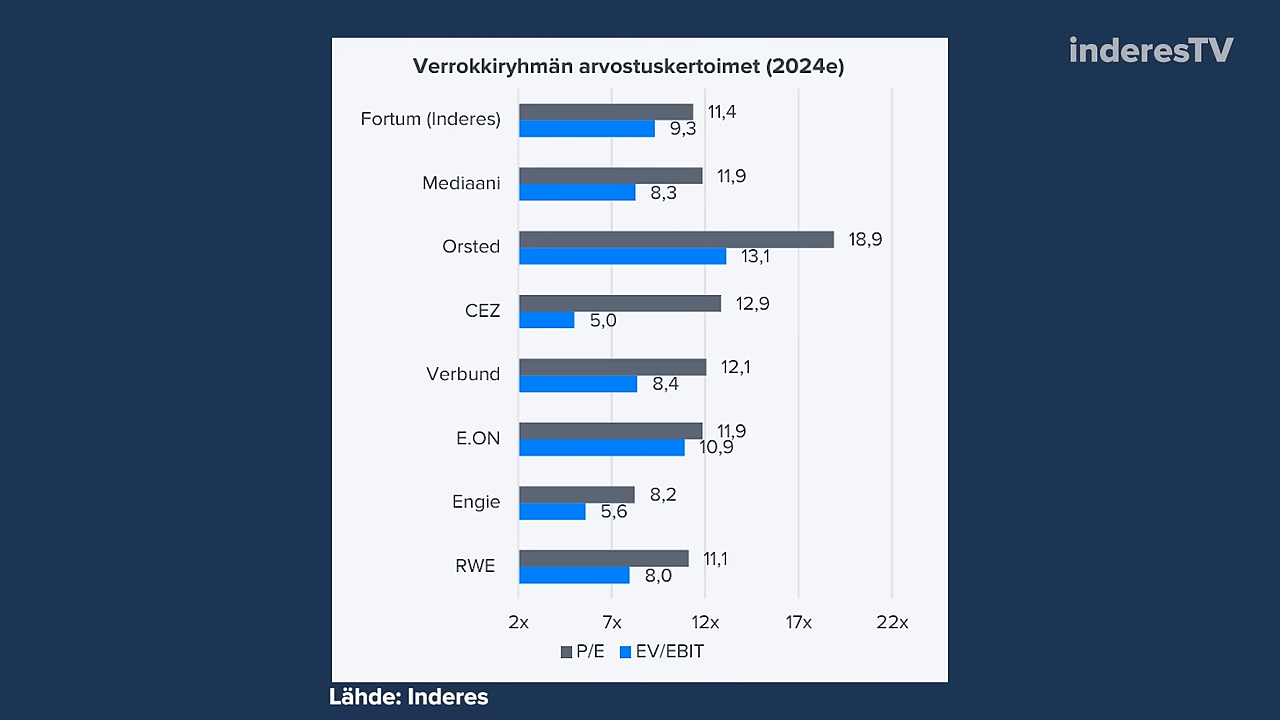 inderesTV
Verrokkiryhmän arvostuskertoimet (2024e)
Fortum (Inderes)
11,4
9,3
Mediaani
11,9
8,3
Orsted
18,9
13,1
CEZ
12,9
5,0
Verbund
12,1
8,4
E.ON
11,9
10,9
Engie
8,2
5,6
RWE
11,1
8,0
2x 7x 12x 17x 22x
P/E EV/EBIT
Lähde: Inderes